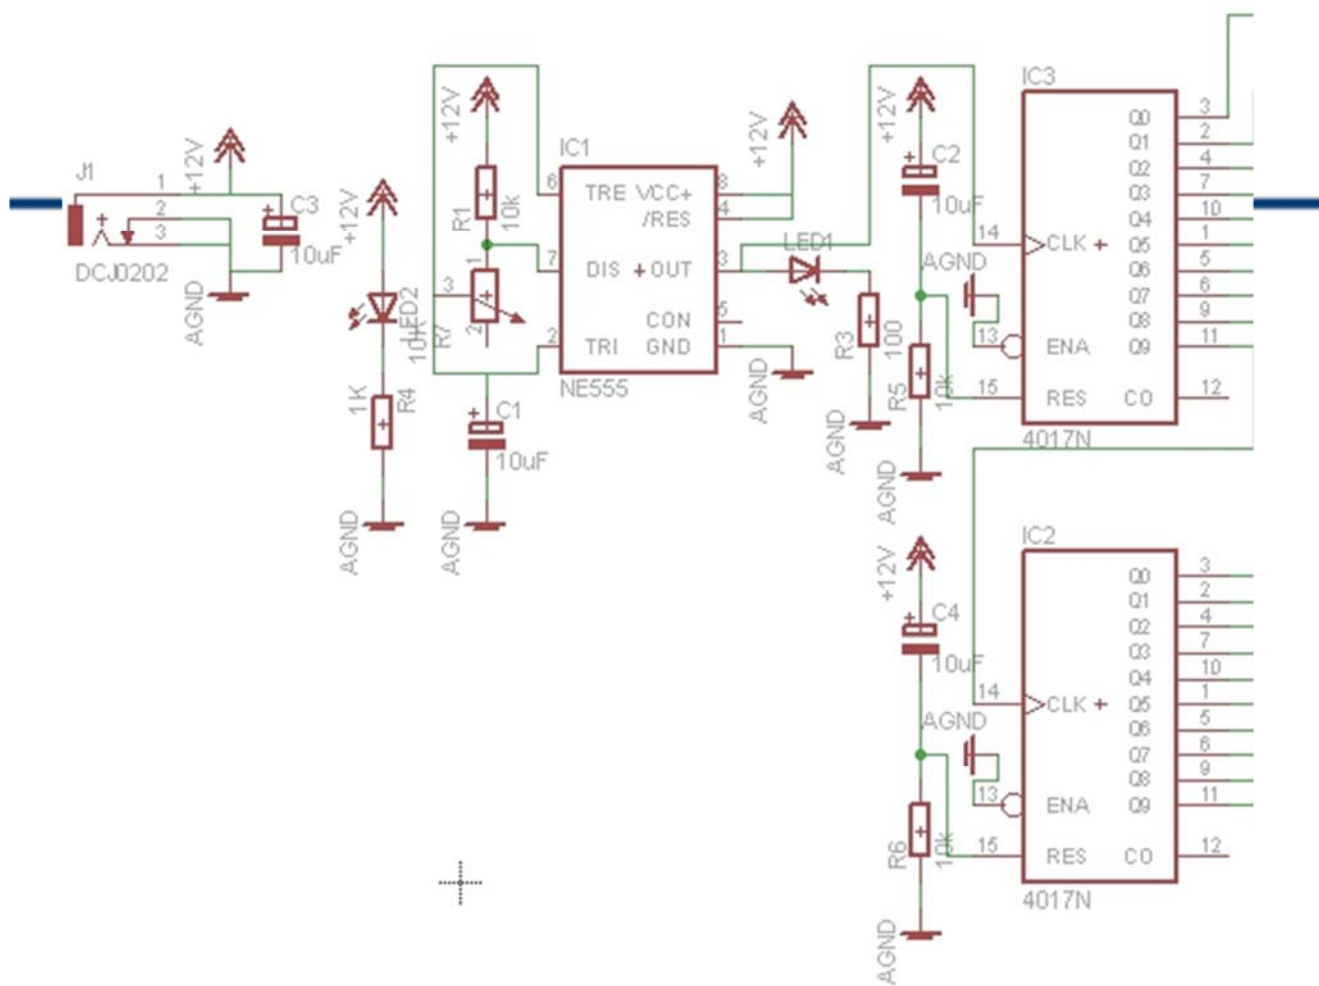 J1
1
2
3
DCJ0202
+12V
C3
10uF
AGND
+12V
LED2
1K
R4
AGND
+12V
R1
10k
1
3
2
10K
R7
C1
10uF
AGND
IC1
6 TRE VCC+ 8
/RES 4
7 DIS +OUT 3
CON 5
2 TRI GND 1
NE555
+12V
LED1
AGND
R3
100
AGND
+12V
C2
10uF
AGND
R5
10k
AGND
IC3
Q0 3
Q1 2
Q2 4
Q3 7
Q4 10
14 CLK + Q5 1
Q6 5
Q7 6
Q8 9
13 ENA Q9 11
15 RES CO 12
4017N
+12V
C4
10uF
AGND
R6
10k
AGND
IC2
Q0 3
Q1 2
Q2 4
Q3 7
Q4 10
14 CLK + Q5 1
Q6 5
Q7 6
Q8 9
13 ENA Q9 11
15 RES CO 12
4017N